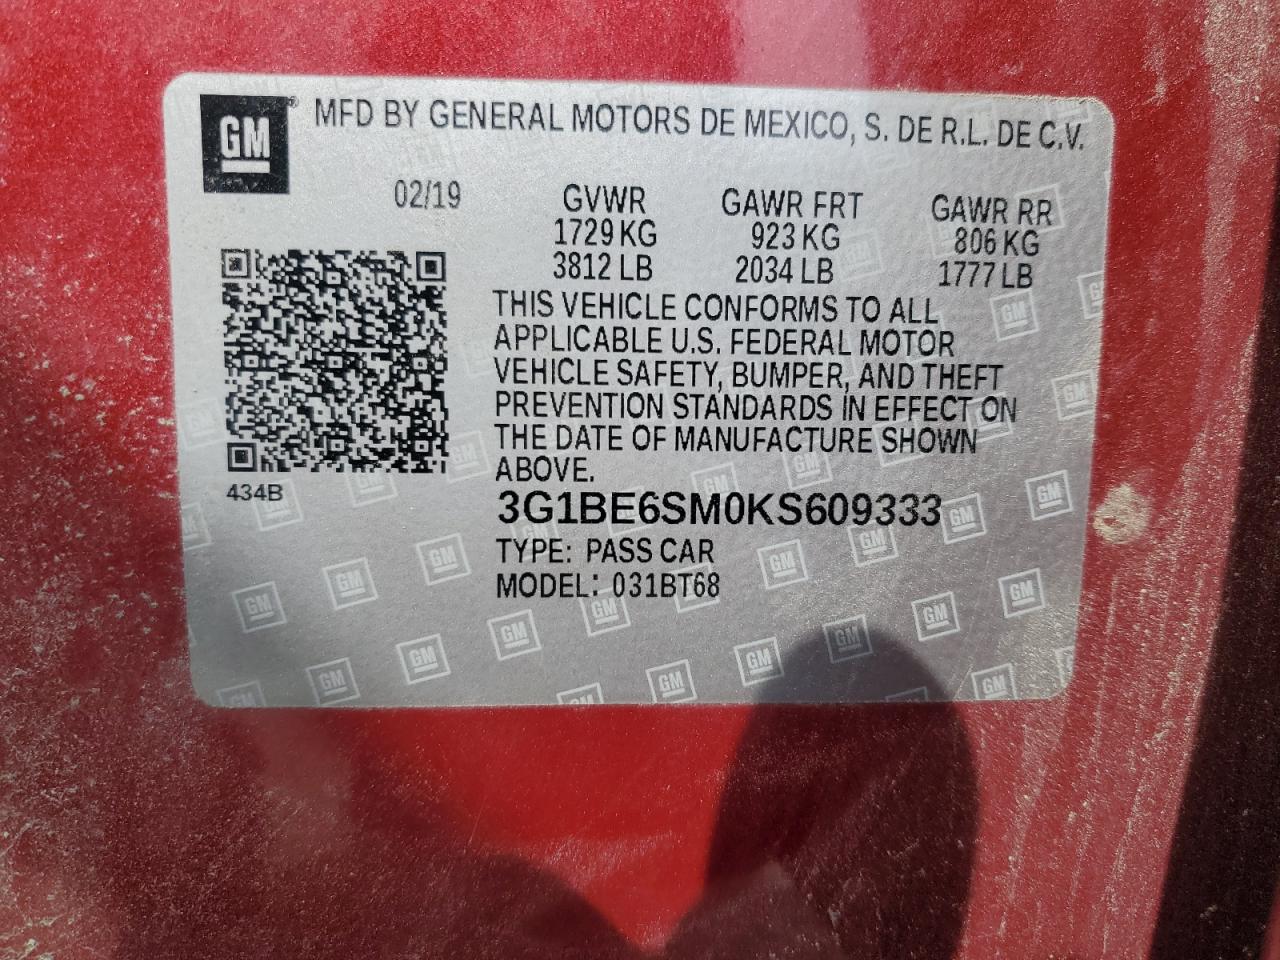 GM MFD BY GENERAL MOTORS DE MEXICO, S. DE R.L. DE C.V.
02/19 GVWR GAWR FRT GAWR RR
1729 KG 923 KG 806 KG
3812 LB 2034 LB 1777 LB
THIS VEHICLE CONFORMS TO ALL
APPLICABLE U.S. FEDERAL MOTOR
VEHICLE SAFETY, BUMPER, AND THEFT
PREVENTION STANDARDS IN EFFECT ON
THE DATE OF MANUFACTURE SHOWN
ABOVE.
434B
3G1BE6SM0KS609333
TYPE: PASS CAR
MODEL: 031BT68